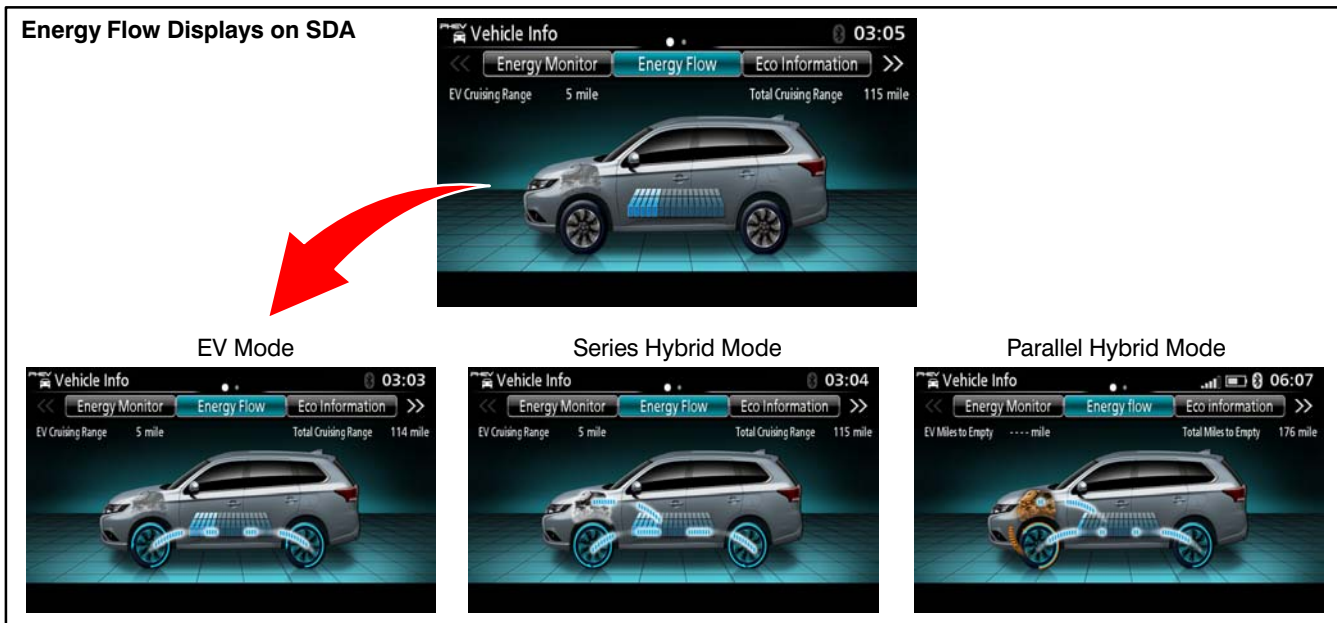 Energy Flow Displays on SDA
PHEV Vehicle Info 03:05
<< Energy Monitor Energy Flow Eco Information >>
EV Cruising Range 5 mile Total Cruising Range 115 mile
EV Mode
PHEV Vehicle Info 03:03
<< Energy Monitor Energy Flow Eco Information >>
EV Cruising Range 5 mile Total Cruising Range 114 mile
Series Hybrid Mode
PHEV Vehicle Info 03:04
<< Energy Monitor Energy Flow Eco Information >>
EV Cruising Range 5 mile Total Cruising Range 115 mile
Parallel Hybrid Mode
PHEV Vehicle Info 06:07
<< Energy Monitor Energy flow Eco information >>
EV Miles to Empty ---- mile Total Miles to Empty 176 mile